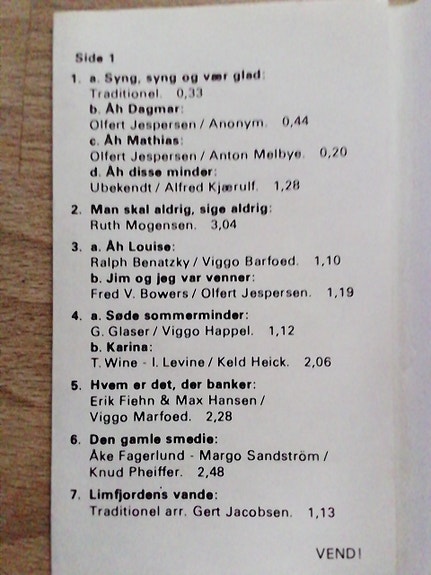 Side 1
1. a. Syng, syng og vær glad:
Traditionel. 0,33
b. Åh Dagmar:
Olfert Jespersen / Anonym. 0,44
c. Åh Mathias:
Olfert Jespersen / Anton Melbye. 0,20
d. Åh disse minder:
Ubekendt / Alfred Kjærulf. 1,28
2. Man skal aldrig, sige aldrig:
Ruth Mogensen. 3,04
3. a. Åh Louise:
Ralph Benatzky / Viggo Barfoed. 1,10
b. Jim og jeg var venner:
Fred V. Bowers / Olfert Jespersen. 1,19
4. a. Søde sommerminder:
G. Glaser / Viggo Happel. 1,12
b. Karina:
T. Wine - I. Levine / Keld Heick. 2,06
5. Hvem er det, der banker:
Erik Fiehn & Max Hansen /
Viggo Marfoed. 2,28
6. Den gamle smedie:
Åke Fagerlund - Margo Sandström /
Knud Pheiffer. 2,48
7. Limfjordens vande:
Traditionel arr. Gert Jacobsen. 1,13
VEND!